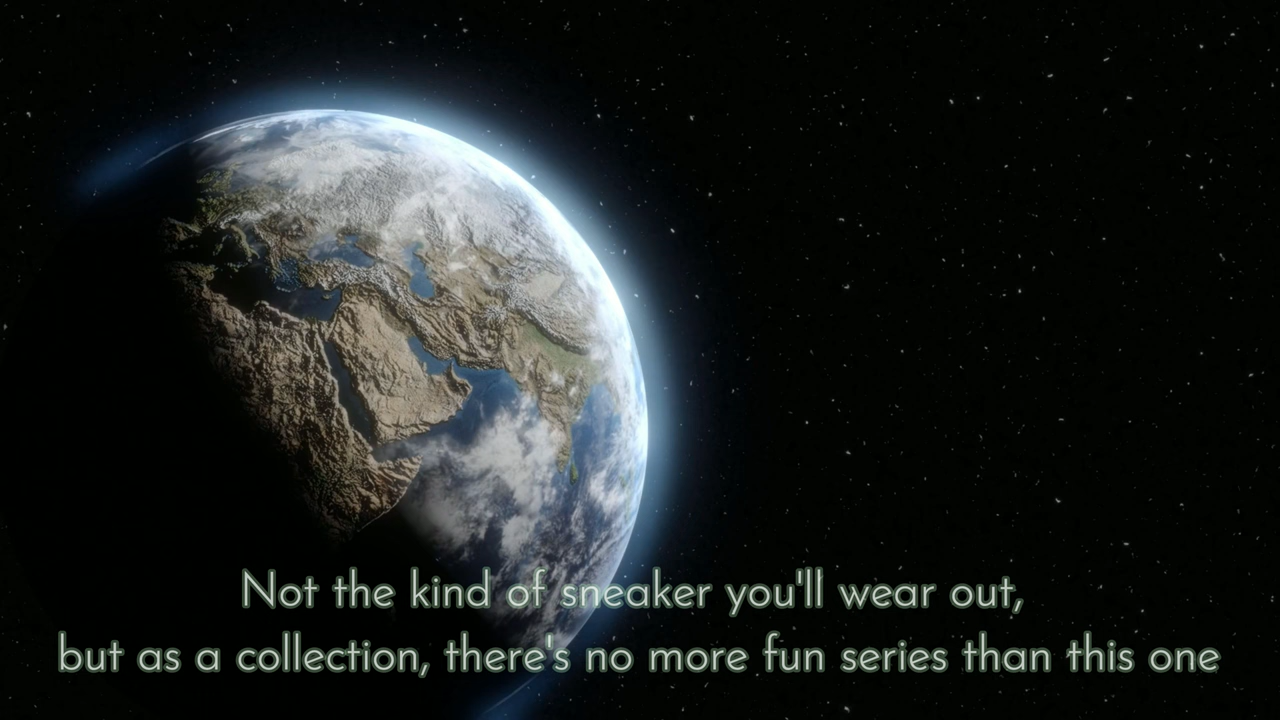 Not the kind of sneaker you'll wear out,
but as a collection, there's no more fun series than this one